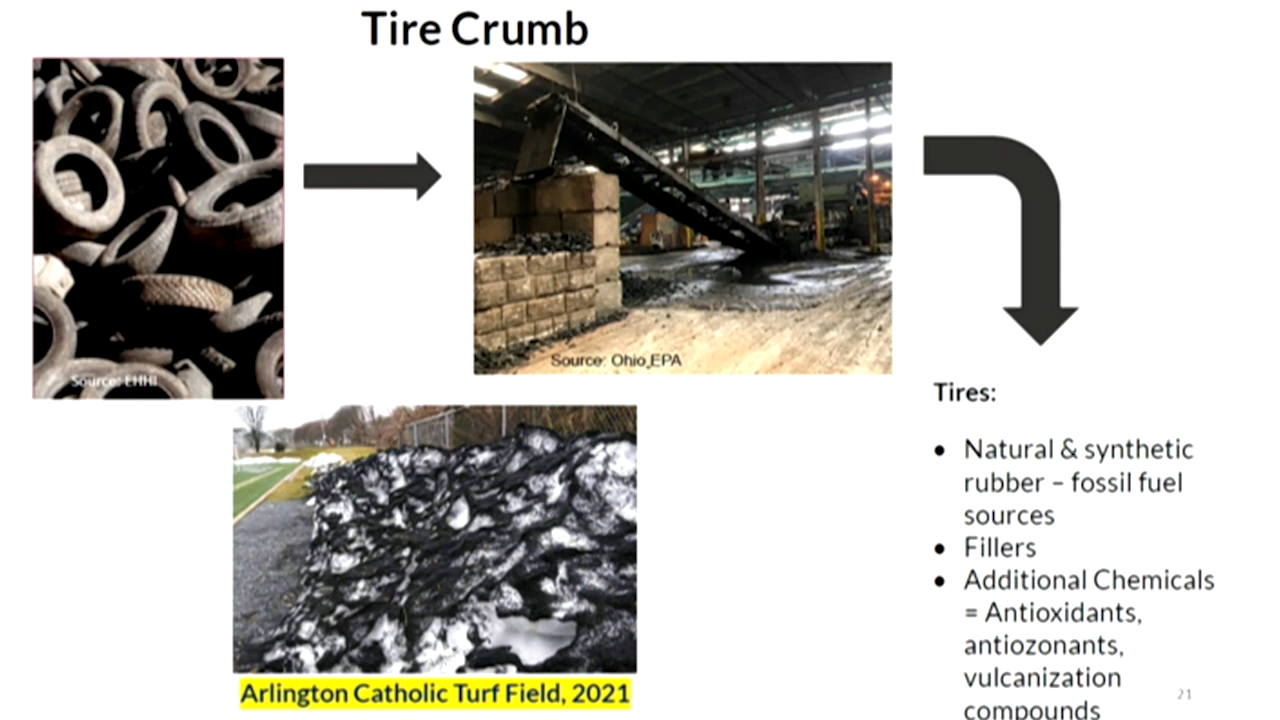 Tire Crumb
Source: EHHI
Source: Ohio EPA
Arlington Catholic Turf Field, 2021
Tires:
• Natural & synthetic
rubber – fossil fuel
sources
• Fillers
• Additional Chemicals
= Antioxidants,
antiozonants,
vulcanization
compounds
21